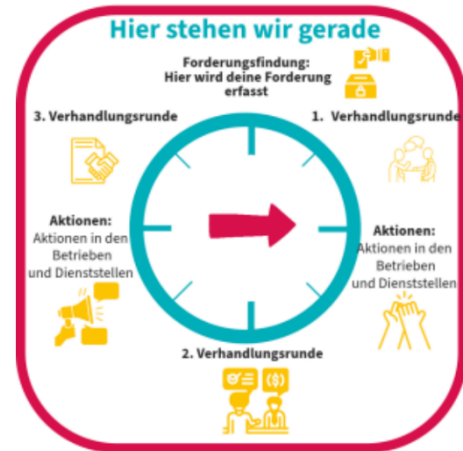 Hier stehen wir gerade
Forderungsfindung:
Hier wird deine Forderung
erfasst
3. Verhandlungsrunde
1. Verhandlungsrunde
Aktionen:
Aktionen in den
Betrieben
und Dienststellen
Aktionen:
Aktionen in den
Betrieben
und Dienststellen
2. Verhandlungsrunde
($)